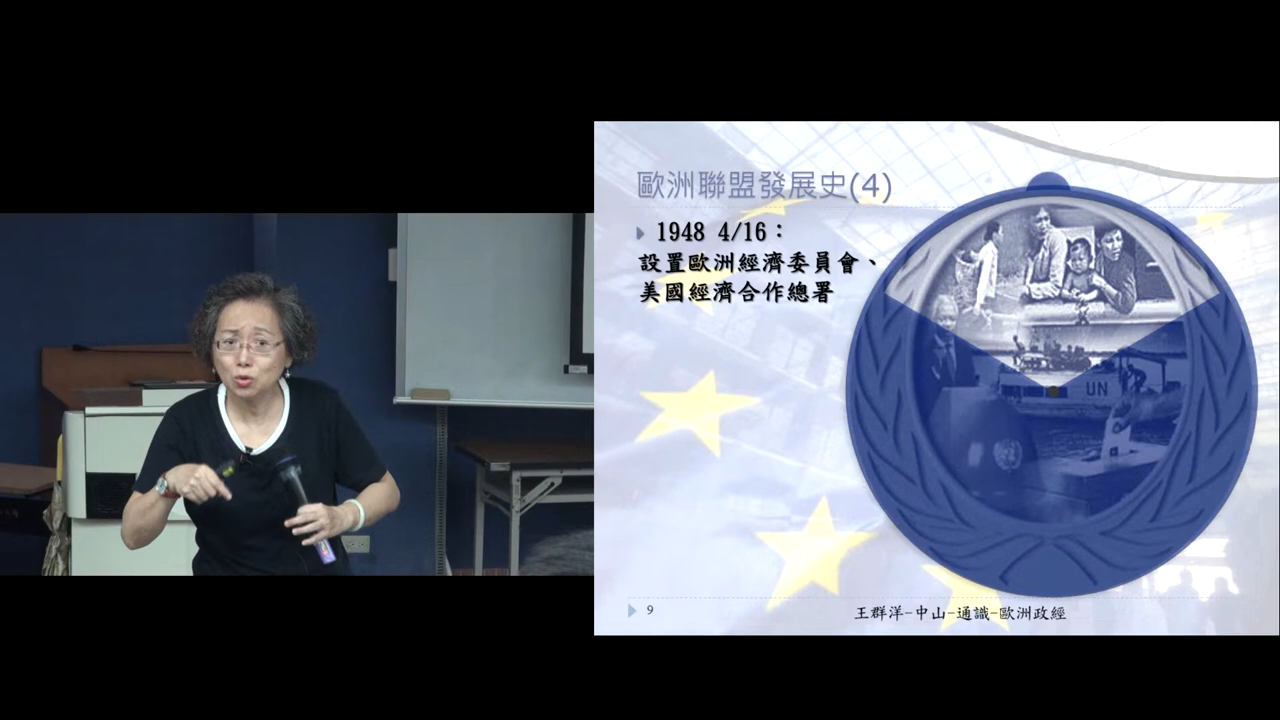 歐洲聯盟發展史(4)
1948 4/16：
設置歐洲經濟委員會、
美國經濟合作總署
UN
9
王群洋-中山-通識-歐洲政經